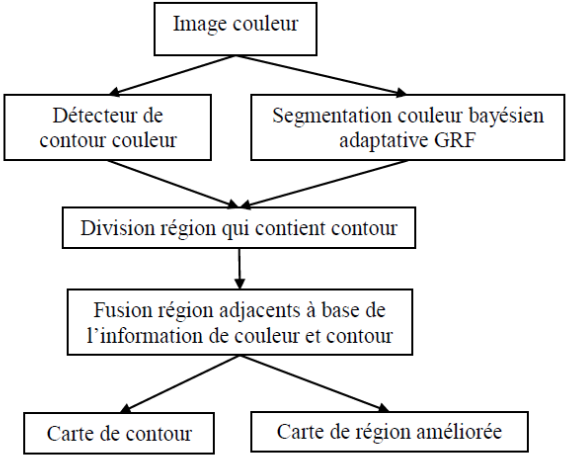 Image couleur
Détecteur de
contour couleur
Segmentation couleur bayésien
adaptative GRF
Division région qui contient contour
Fusion région adjacents à base de
l’information de couleur et contour
Carte de contour
Carte de région améliorée